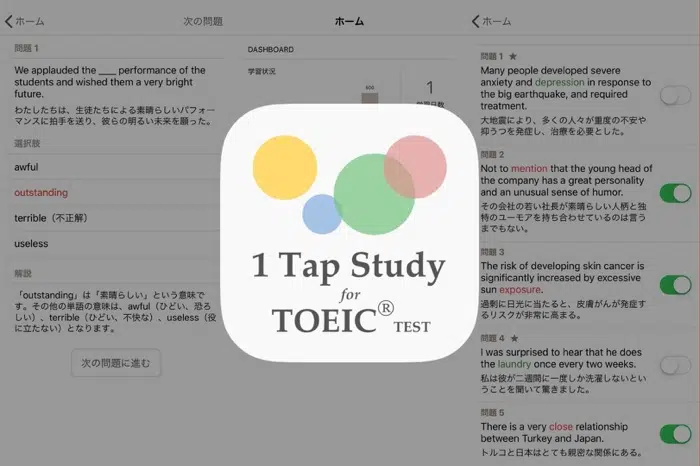 ホーム
次の問題
問題 1
We applauded the ____ performance of the
students and wished them a very bright
future.
わたしたちは、生徒たちによる素晴らしいパフォー
マンスに拍手を送り、彼らの明るい未来を願った。
選択肢
awful
outstanding
terrible（不正解）
useless
解説
「outstanding」は「素晴らしい」という意味で
す。その他の単語の意味は、awful（ひどい、恐ろ
しい）、terrible（ひどい、不快な）、useless（役
に立たない）となります。
次の問題に進む
ホーム
DASHBOARD
学習状況
1
1 Tap Study
for
TOEIC® TEST
ホーム
問題 1 ★
Many people developed severe
anxiety and depression in response to
the big earthquake, and required
treatment.
大地震により、多くの人々が重度の不安や
抑うつを発症し、治療を必要とした。
問題 2
Not to mention that the young head of
the company has a great personality
and an unusual sense of humor.
その会社の若い社長が素晴らしい人柄と独
特のユーモアを持ち合わせているのは言う
までもない。
問題 3
The risk of developing skin cancer is
significantly increased by excessive
sun exposure.
過剰に日光に当たると、皮膚がんが発症す
るリスクが非常に高まる。
問題 4 ★
I was surprised to hear that he does
the laundry once every two weeks.
私は彼が二週間に一度しか洗濯しないとい
うことを聞いて驚きました。
問題 5
There is a very close relationship
between Turkey and Japan.
トルコと日本はとても親密な関係にある。